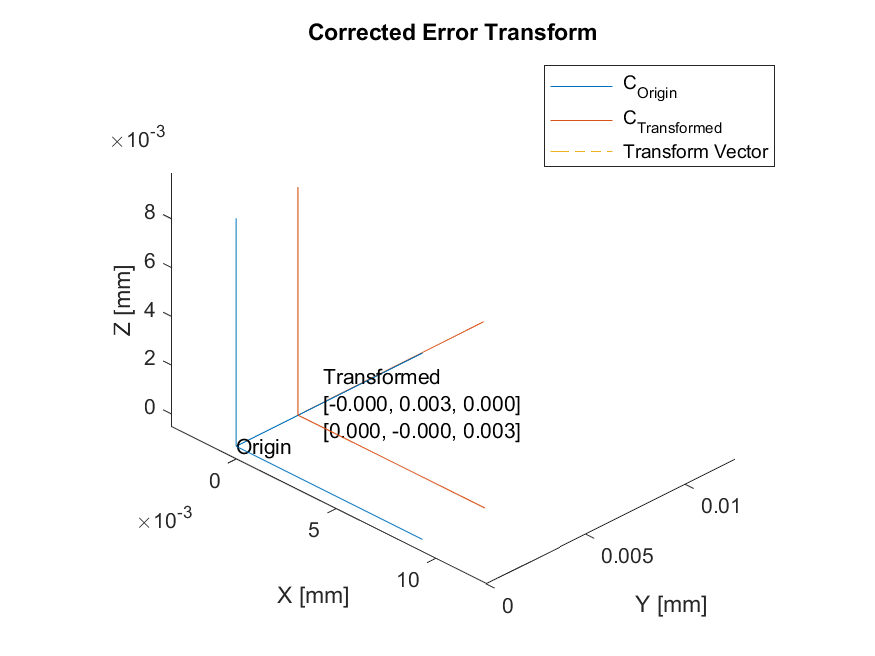 Corrected Error Transform
C_Origin
C_Transformed
Transform Vector
×10^-3
8
6
4
2
0
Z [mm]
Transformed
[-0.000, 0.003, 0.000]
[0.000, -0.000, 0.003]
Origin
0
5
10
×10^-3
X [mm]
0
0.005
0.01
Y [mm]